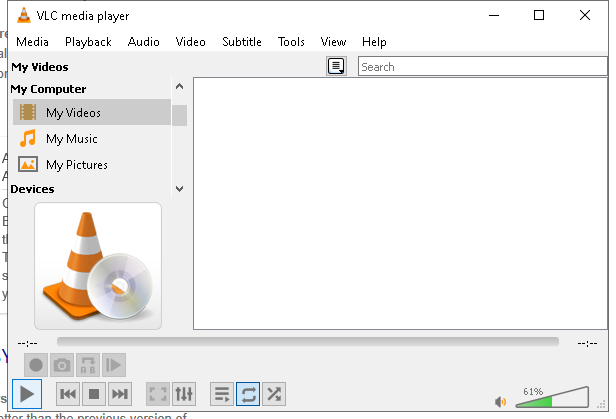 VLC media player
Media Playback Audio Video Subtitle Tools View Help
My Videos
Search
My Computer
My Videos
My Music
My Pictures
Devices
--:-- --:--
A
B
61%
etter than the previous version of